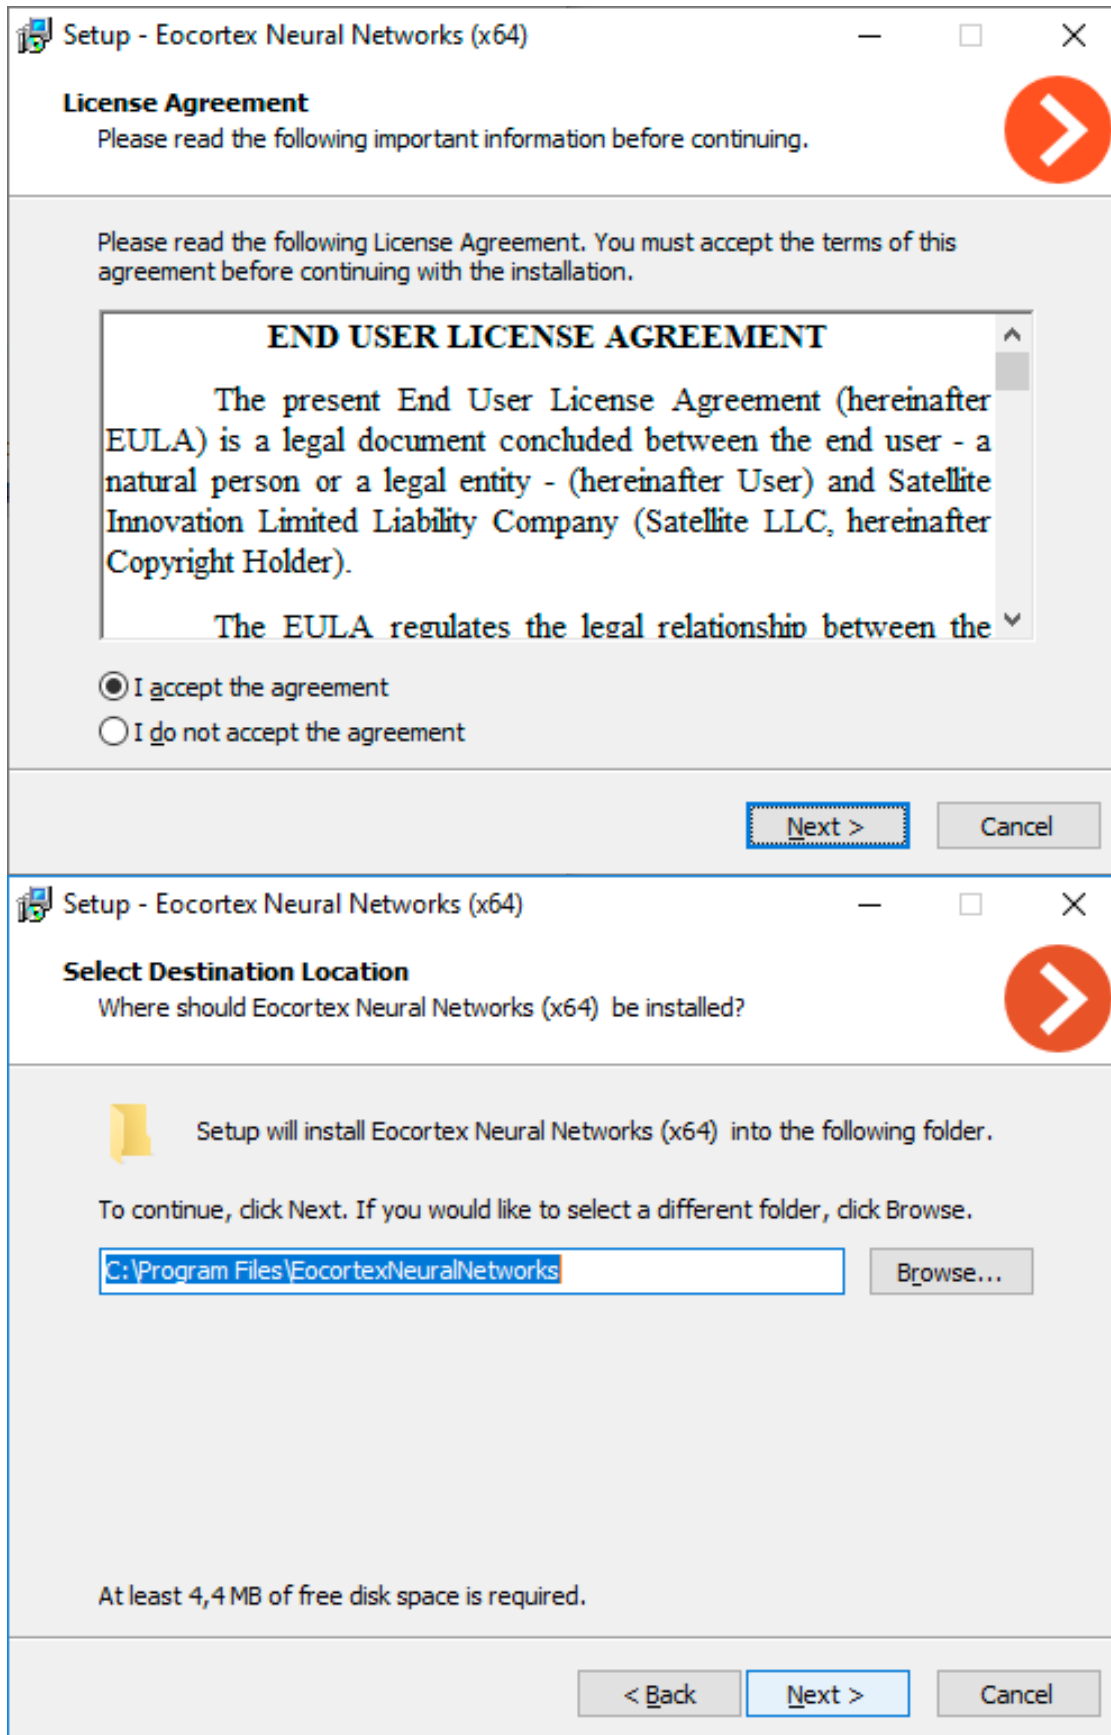 Setup - Eocortex Neural Networks (x64)
License Agreement
Please read the following important information before continuing.
Please read the following License Agreement. You must accept the terms of this
agreement before continuing with the installation.
END USER LICENSE AGREEMENT
The present End User License Agreement (hereinafter
EULA) is a legal document concluded between the end user - a
natural person or a legal entity - (hereinafter User) and Satellite
Innovation Limited Liability Company (Satellite LLC, hereinafter
Copyright Holder).
The EULA regulates the legal relationship between the
I accept the agreement
I do not accept the agreement
Next >
Cancel
Setup - Eocortex Neural Networks (x64)
Select Destination Location
Where should Eocortex Neural Networks (x64)  be installed?
Setup will install Eocortex Neural Networks (x64)  into the following folder.
To continue, click Next. If you would like to select a different folder, click Browse.
C:\Program Files\EocortexNeuralNetworks
Browse...
At least 4,4 MB of free disk space is required.
< Back
Next >
Cancel